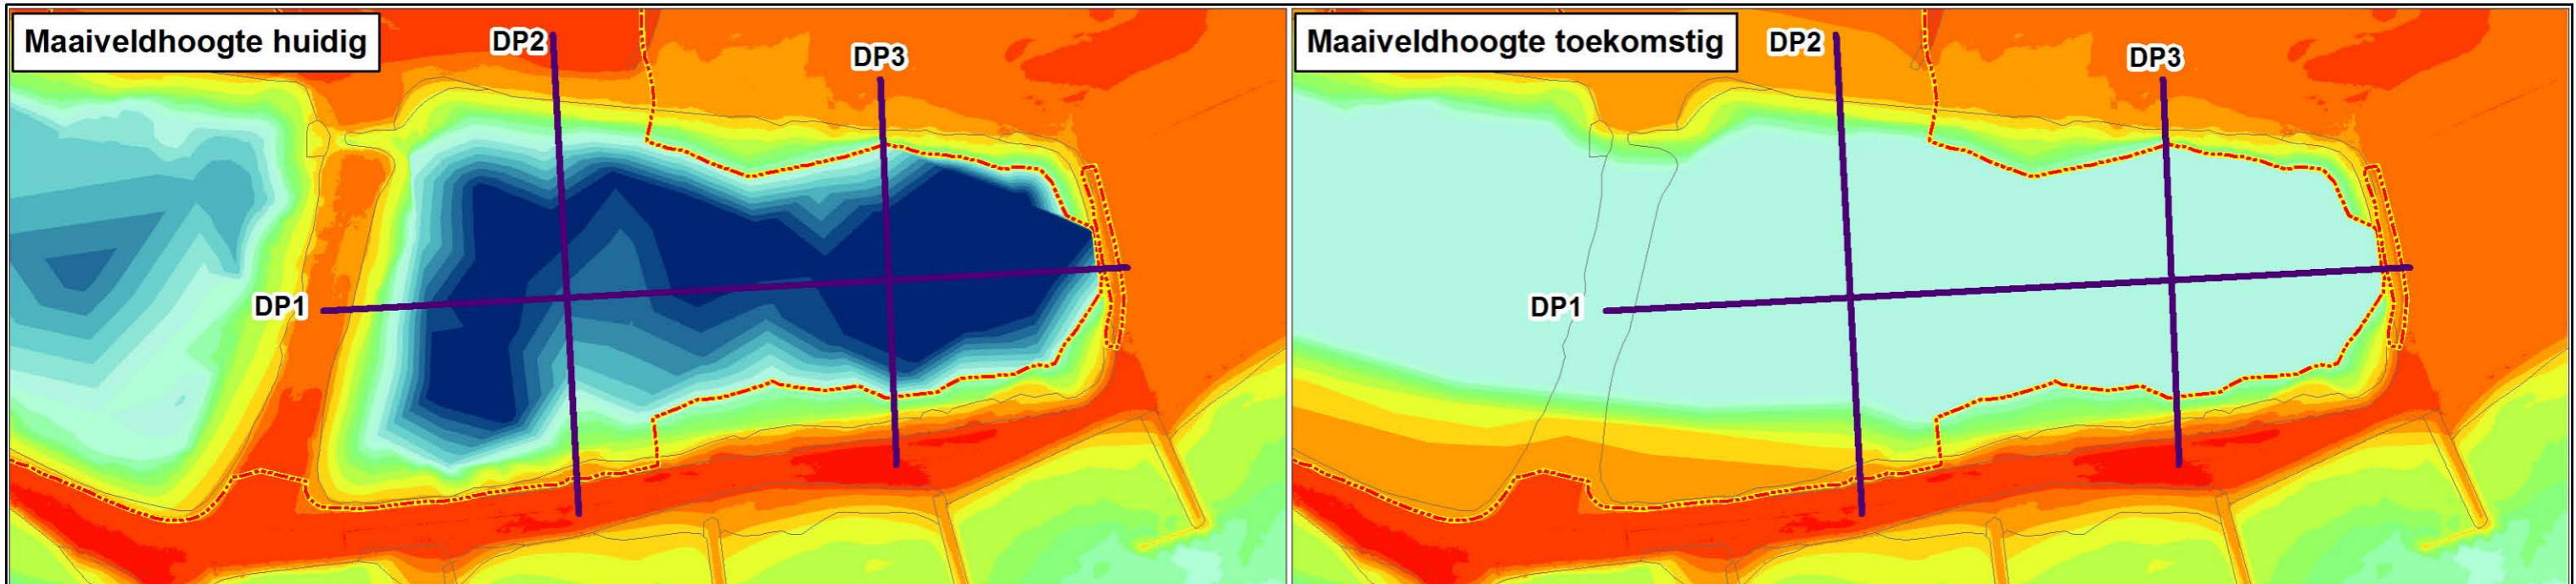 Maaiveldhoogte huidig
DP2
DP3
DP1
Maaiveldhoogte toekomstig
DP2
DP3
DP1